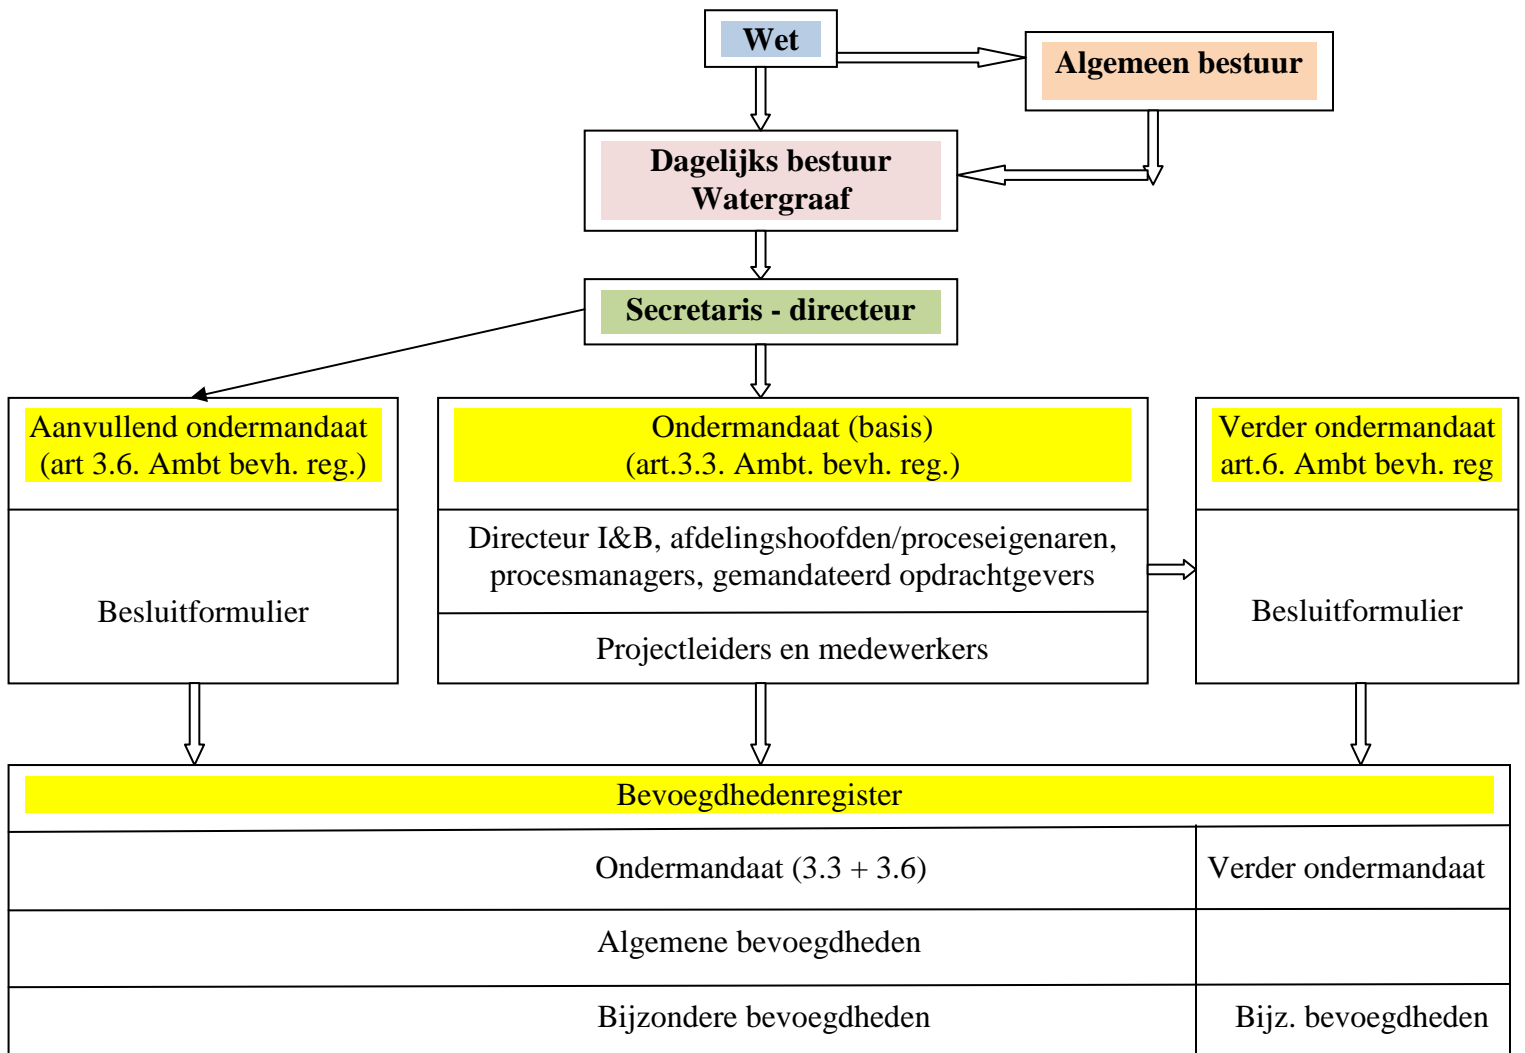 Wet
Algemeen bestuur
Dagelijks bestuur
Watergraaf
Secretaris - directeur
Aanvullend ondermandaat
(art 3.6. Ambt bevh. reg.)
Besluitformulier
Ondermandaat (basis)
(art.3.3. Ambt. bevh. reg.)
Directeur I&B, afdelingshoofden/proceseigenaren,
procesmanagers, gemandateerd opdrachtgevers
Projectleiders en medewerkers
Verder ondermandaat
art.6. Ambt bevh. reg
Besluitformulier
Bevoegdhedenregister
Ondermandaat (3.3 + 3.6)
Verder ondermandaat
Algemene bevoegdheden
Bijzondere bevoegdheden
Bijz. bevoegdheden